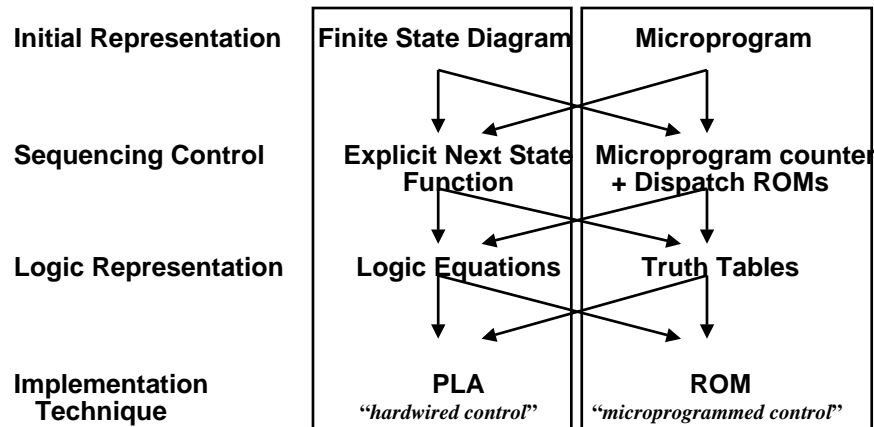 Initial Representation Finite State Diagram Microprogram
Sequencing Control Explicit Next State Microprogram counter
Function + Dispatch ROMs
Logic Representation Logic Equations Truth Tables
Implementation PLA ROM
Technique “hardwired control” “microprogrammed control”